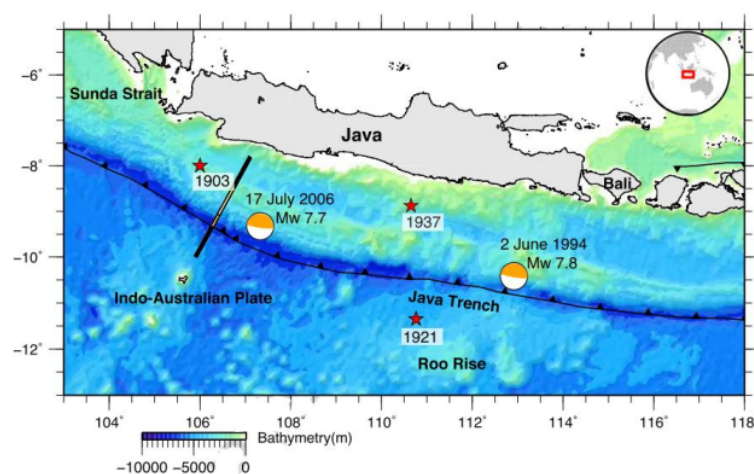 −6˚
Sunda Strait
Java
−8˚
1903
Bali
17 July 2006
Mw 7.7
1937
−10˚
2 June 1994
Mw 7.8
Indo-Australian Plate
Java Trench
1921
−12˚
Roo Rise
104˚ 106˚ 108˚ 110˚ 112˚ 114˚ 116˚ 118˚
Bathymetry(m)
−10000 −5000 0